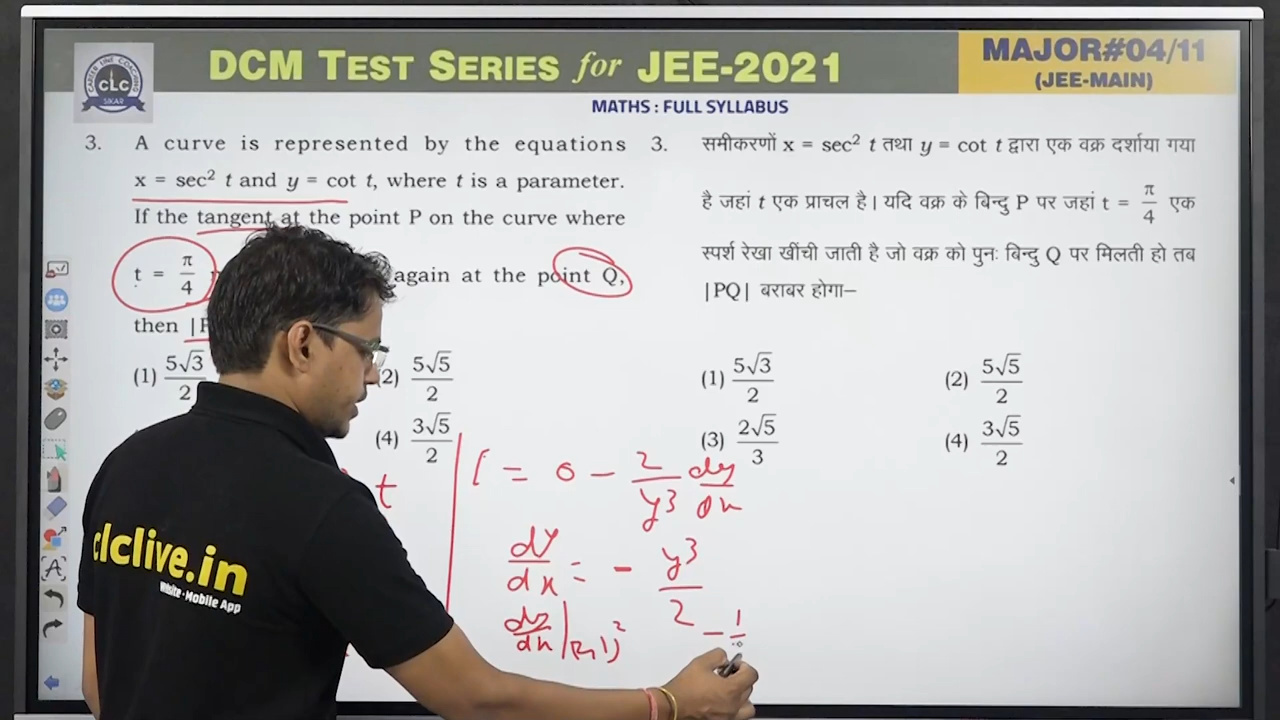 DCM TEST SERIES for JEE-2021
MAJOR#04/11
(JEE-MAIN)
CLC
SIKAR
MATHS : FULL SYLLABUS
3. A curve is represented by the equations
x = sec² t and y = cot t, where t is a parameter.
If the tangent at the point P on the curve where
t = π/4 again at the point Q,
then |P
(1) 5√3/2
(2) 5√5/2
(4) 3√5/2
3. समीकरणों x = sec² t तथा y = cot t द्वारा एक वक्र दर्शाया गया
है जहां t एक प्राचल है। यदि वक्र के बिन्दु P पर जहां t = π/4 एक
स्पर्श रेखा खींची जाती है जो वक्र को पुनः बिन्दु Q पर मिलती हो तब
|PQ| बराबर होगा–
(1) 5√3/2 (2) 5√5/2
(3) 2√5/3 (4) 3√5/2
t
1 = 0 - 2/y³ dy/dx
dy/dx = - y³/2
dy/dx
- 1
clclive.in
Website • Mobile App